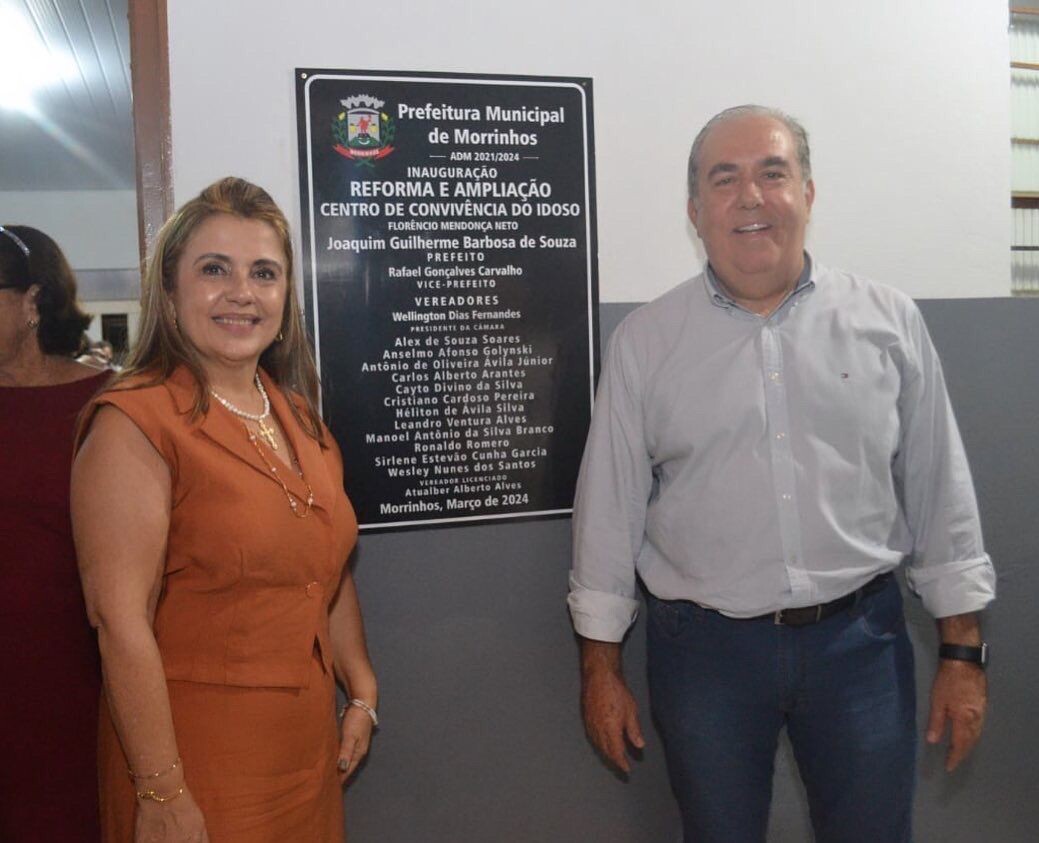 Prefeitura Municipal
de Morrinhos
ADM 2021/2024
INAUGURAÇÃO
REFORMA E AMPLIAÇÃO
CENTRO DE CONVIVÊNCIA DO IDOSO
FLORÊNCIO MENDONÇA NETO
Joaquim Guilherme Barbosa de Souza
PREFEITO
Rafael Gonçalves Carvalho
VICE-PREFEITO
VEREADORES
Wellington Dias Fernandes
PRESIDENTE DA CÂMARA
Alex de Souza Soares
Anselmo Afonso Golynski
Antônio de Oliveira Ávila Júnior
Carlos Alberto Arantes
Cayto Divino da Silva
Cristiano Cardoso Pereira
Héliton de Ávila Silva
Leandro Ventura Alves
Manoel Antônio da Silva Branco
Ronaldo Romero
Sirlene Estevão Cunha Garcia
Wesley Nunes dos Santos
VEREADOR LICENCIADO
Atualber Alberto Alves
Morrinhos, Março de 2024